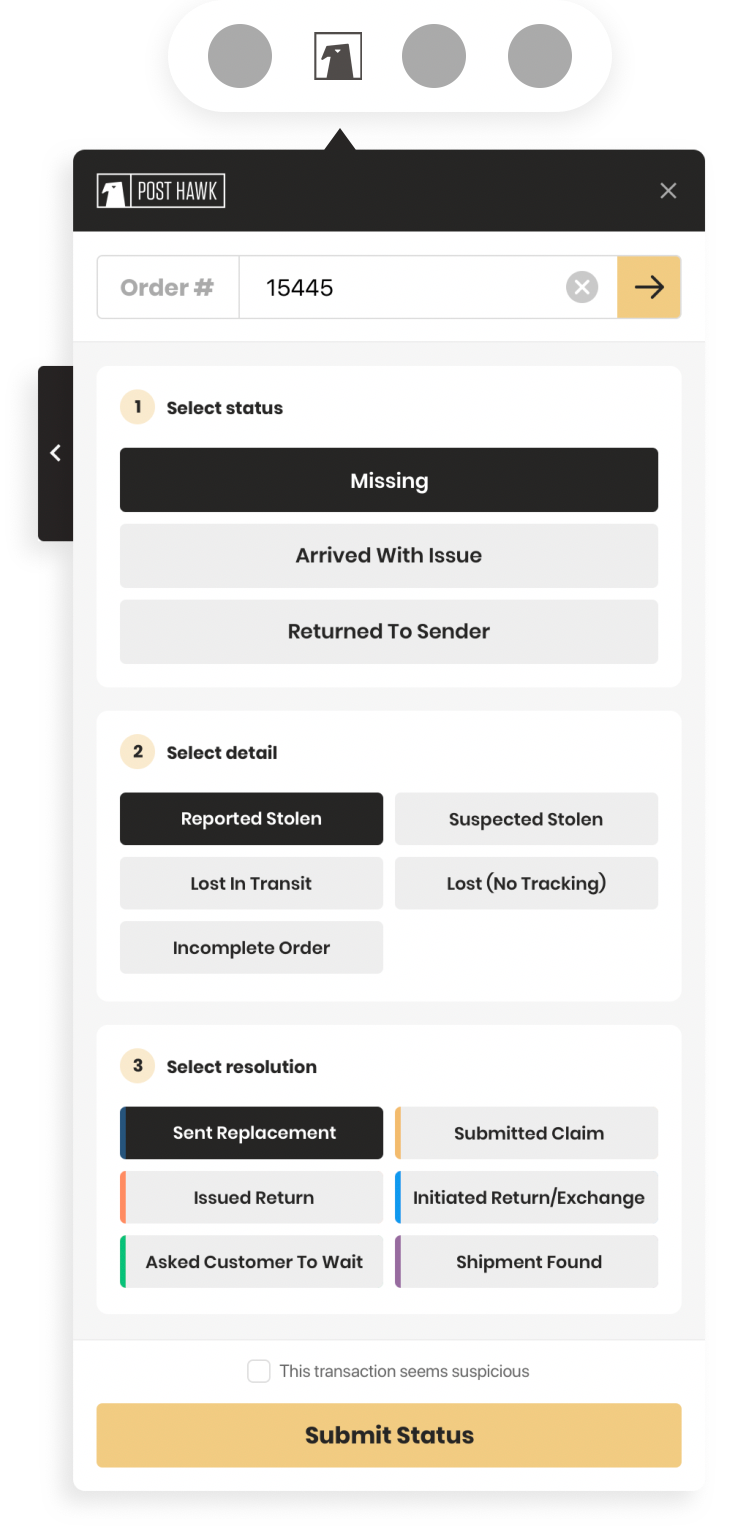 POST HAWK
Order # 15445
1 Select status
Missing
Arrived With Issue
Returned To Sender
2 Select detail
Reported Stolen Suspected Stolen
Lost In Transit Lost (No Tracking)
Incomplete Order
3 Select resolution
Sent Replacement Submitted Claim
Issued Return Initiated Return/Exchange
Asked Customer To Wait Shipment Found
This transaction seems suspicious
Submit Status